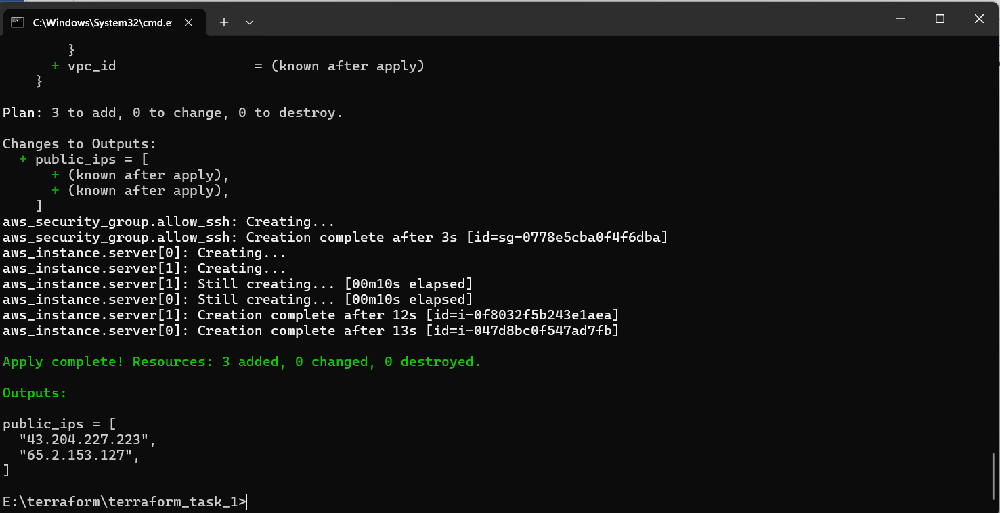 C:\Windows\System32\cmd.e
}
+ vpc_id = (known after apply)
}
Plan: 3 to add, 0 to change, 0 to destroy.
Changes to Outputs:
+ public_ips = [
+ (known after apply),
+ (known after apply),
]
aws_security_group.allow_ssh: Creating...
aws_security_group.allow_ssh: Creation complete after 3s [id=sg-0778e5cba0f4f6dba]
aws_instance.server[0]: Creating...
aws_instance.server[1]: Creating...
aws_instance.server[1]: Still creating... [00m10s elapsed]
aws_instance.server[0]: Still creating... [00m10s elapsed]
aws_instance.server[1]: Creation complete after 12s [id=i-0f8032f5b243e1aea]
aws_instance.server[0]: Creation complete after 13s [id=i-047d8bc0f547ad7fb]
Apply complete! Resources: 3 added, 0 changed, 0 destroyed.
Outputs:
public_ips = [
"43.204.227.223",
"65.2.153.127",
]
E:\terraform\terraform_task_1>